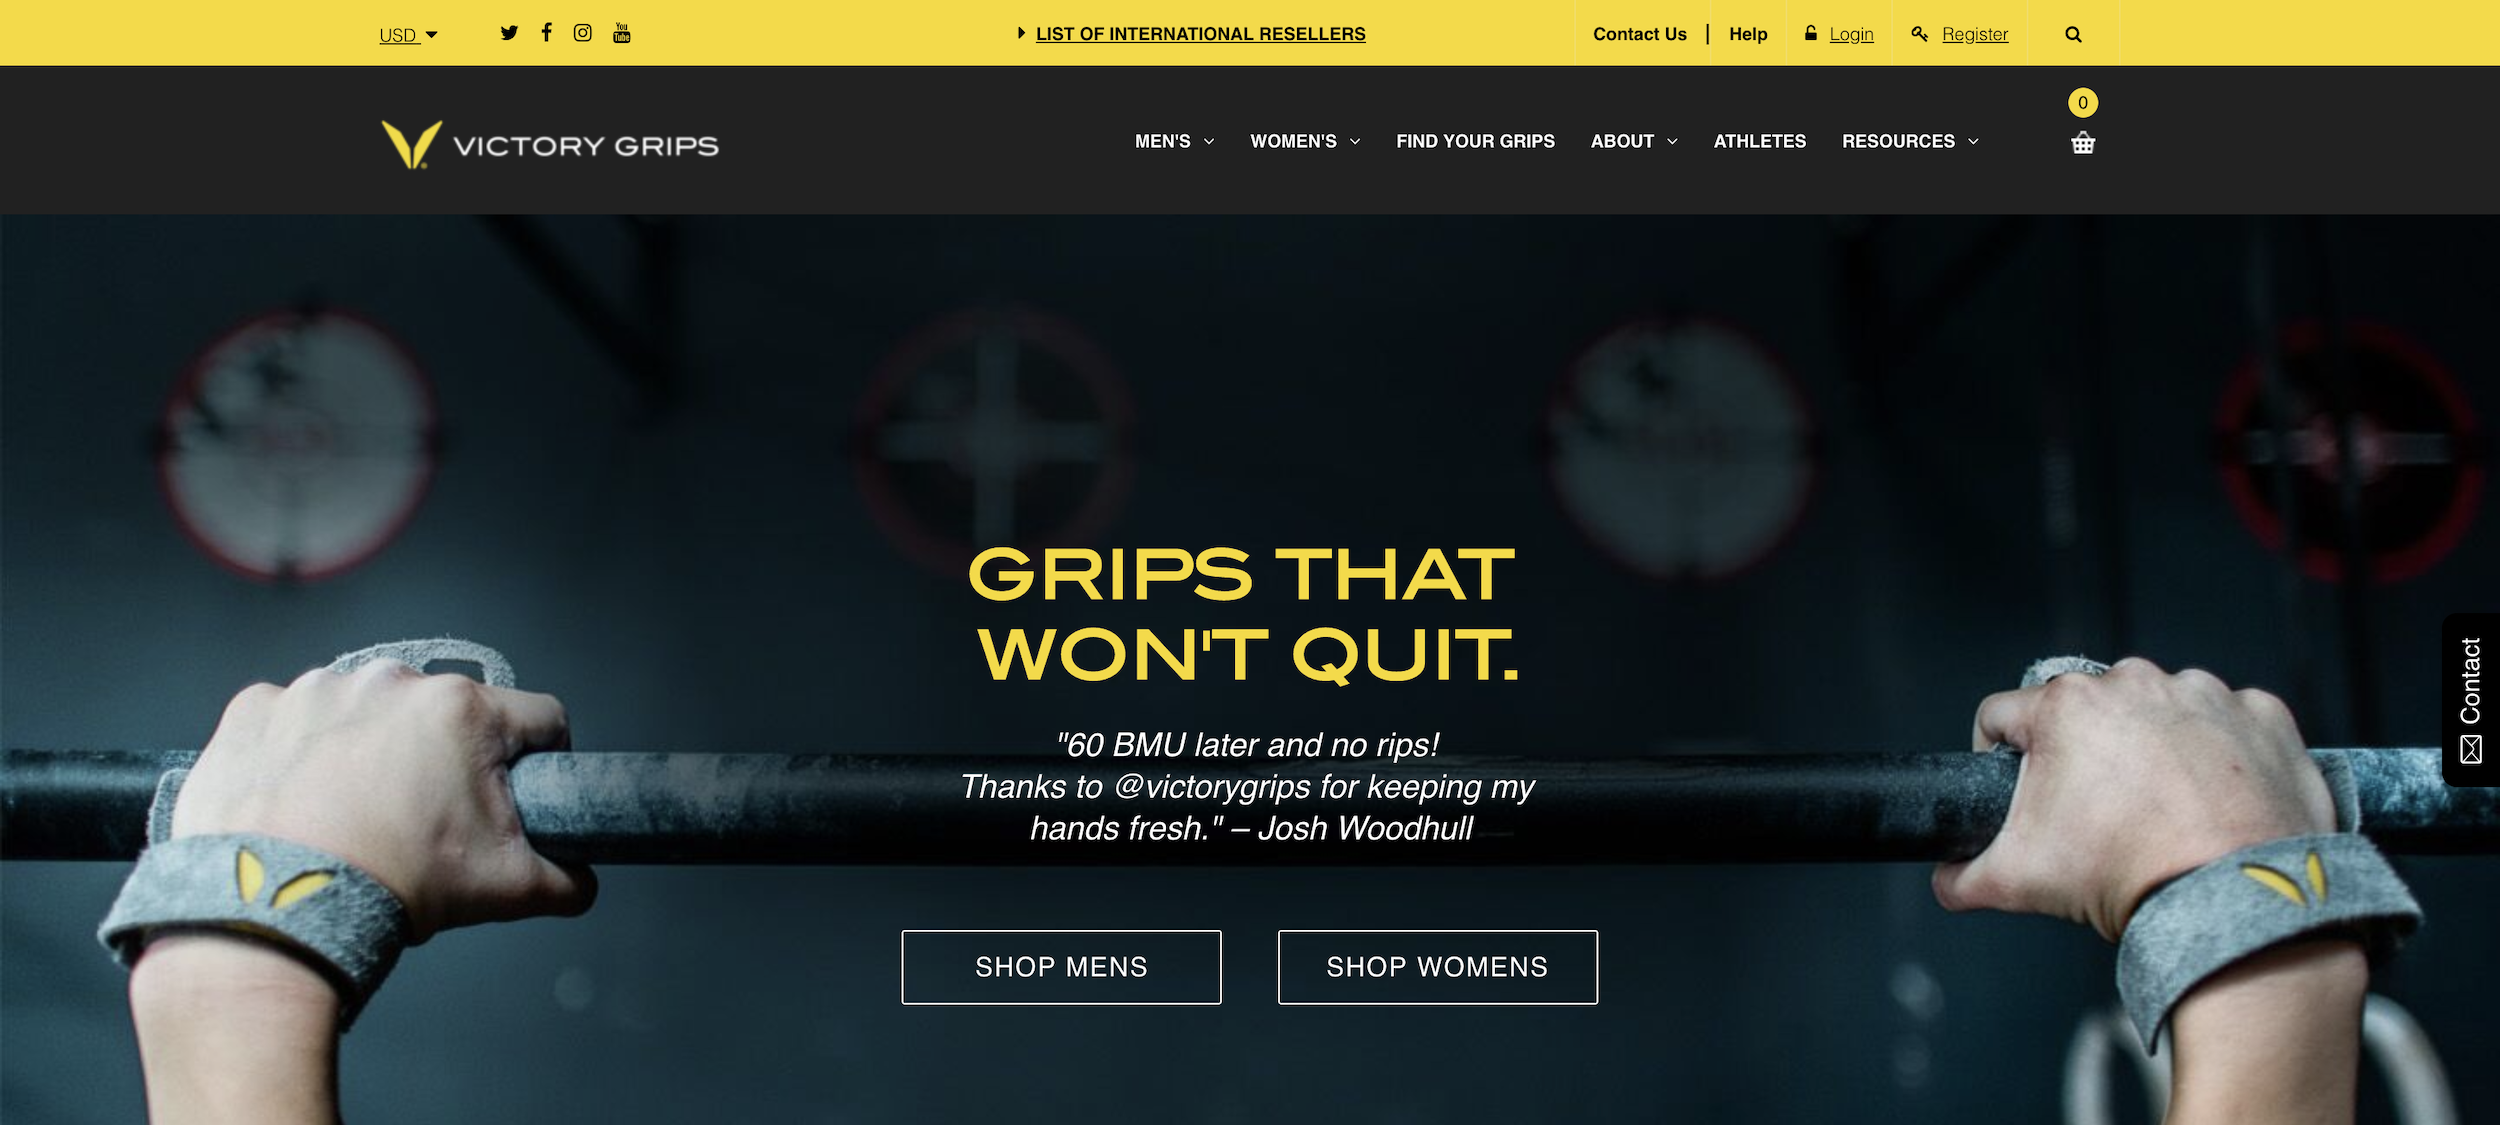 USD
You
Tube
LIST OF INTERNATIONAL RESELLERS
Contact Us | Help
Login
Register
VICTORY GRIPS
MEN'S
WOMEN'S
FIND YOUR GRIPS
ABOUT
ATHLETES
RESOURCES
0
GRIPS THAT
WON'T QUIT.
"60 BMU later and no rips!
Thanks to @victorygrips for keeping my
hands fresh." – Josh Woodhull
SHOP MENS
SHOP WOMENS
Contact